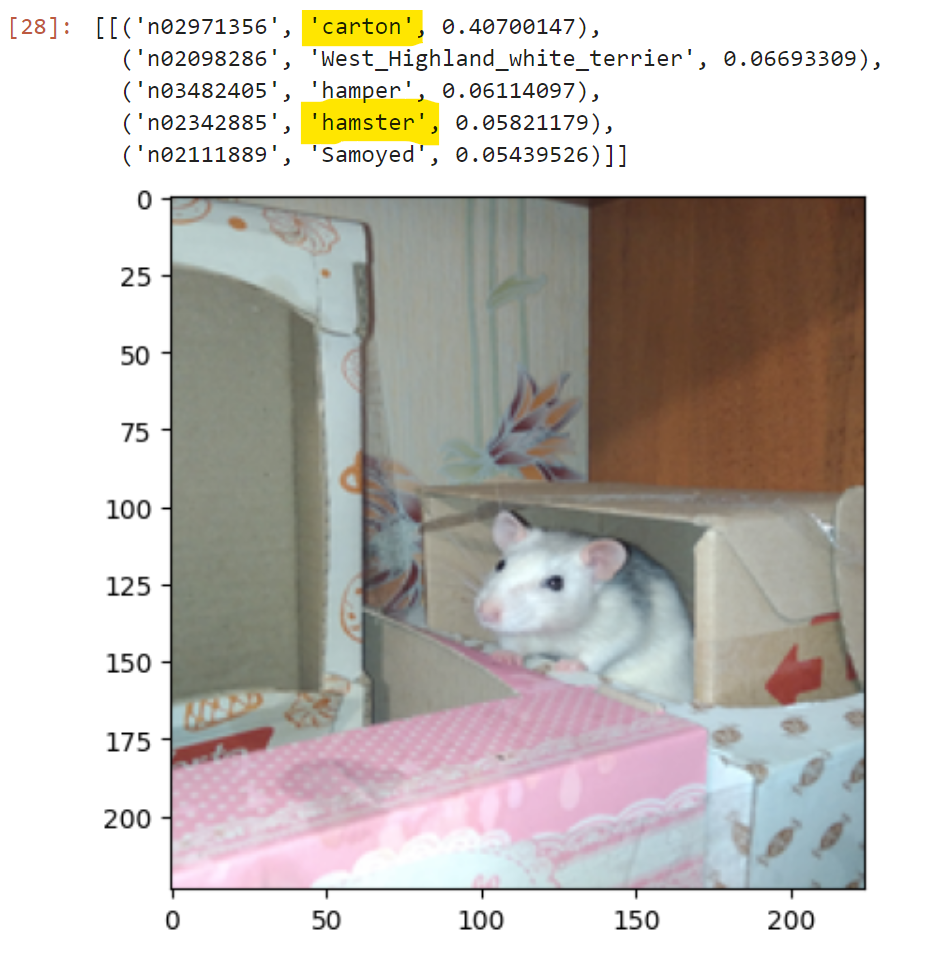 [28]: [[('n02971356', 'carton', 0.40700147),
('n02098286', 'West_Highland_white_terrier', 0.06693309),
('n03482405', 'hamper', 0.06114097),
('n02342885', 'hamster', 0.05821179),
('n02111889', 'Samoyed', 0.05439526)]]
0
25
50
75
100
125
150
175
200
0 50 100 150 200